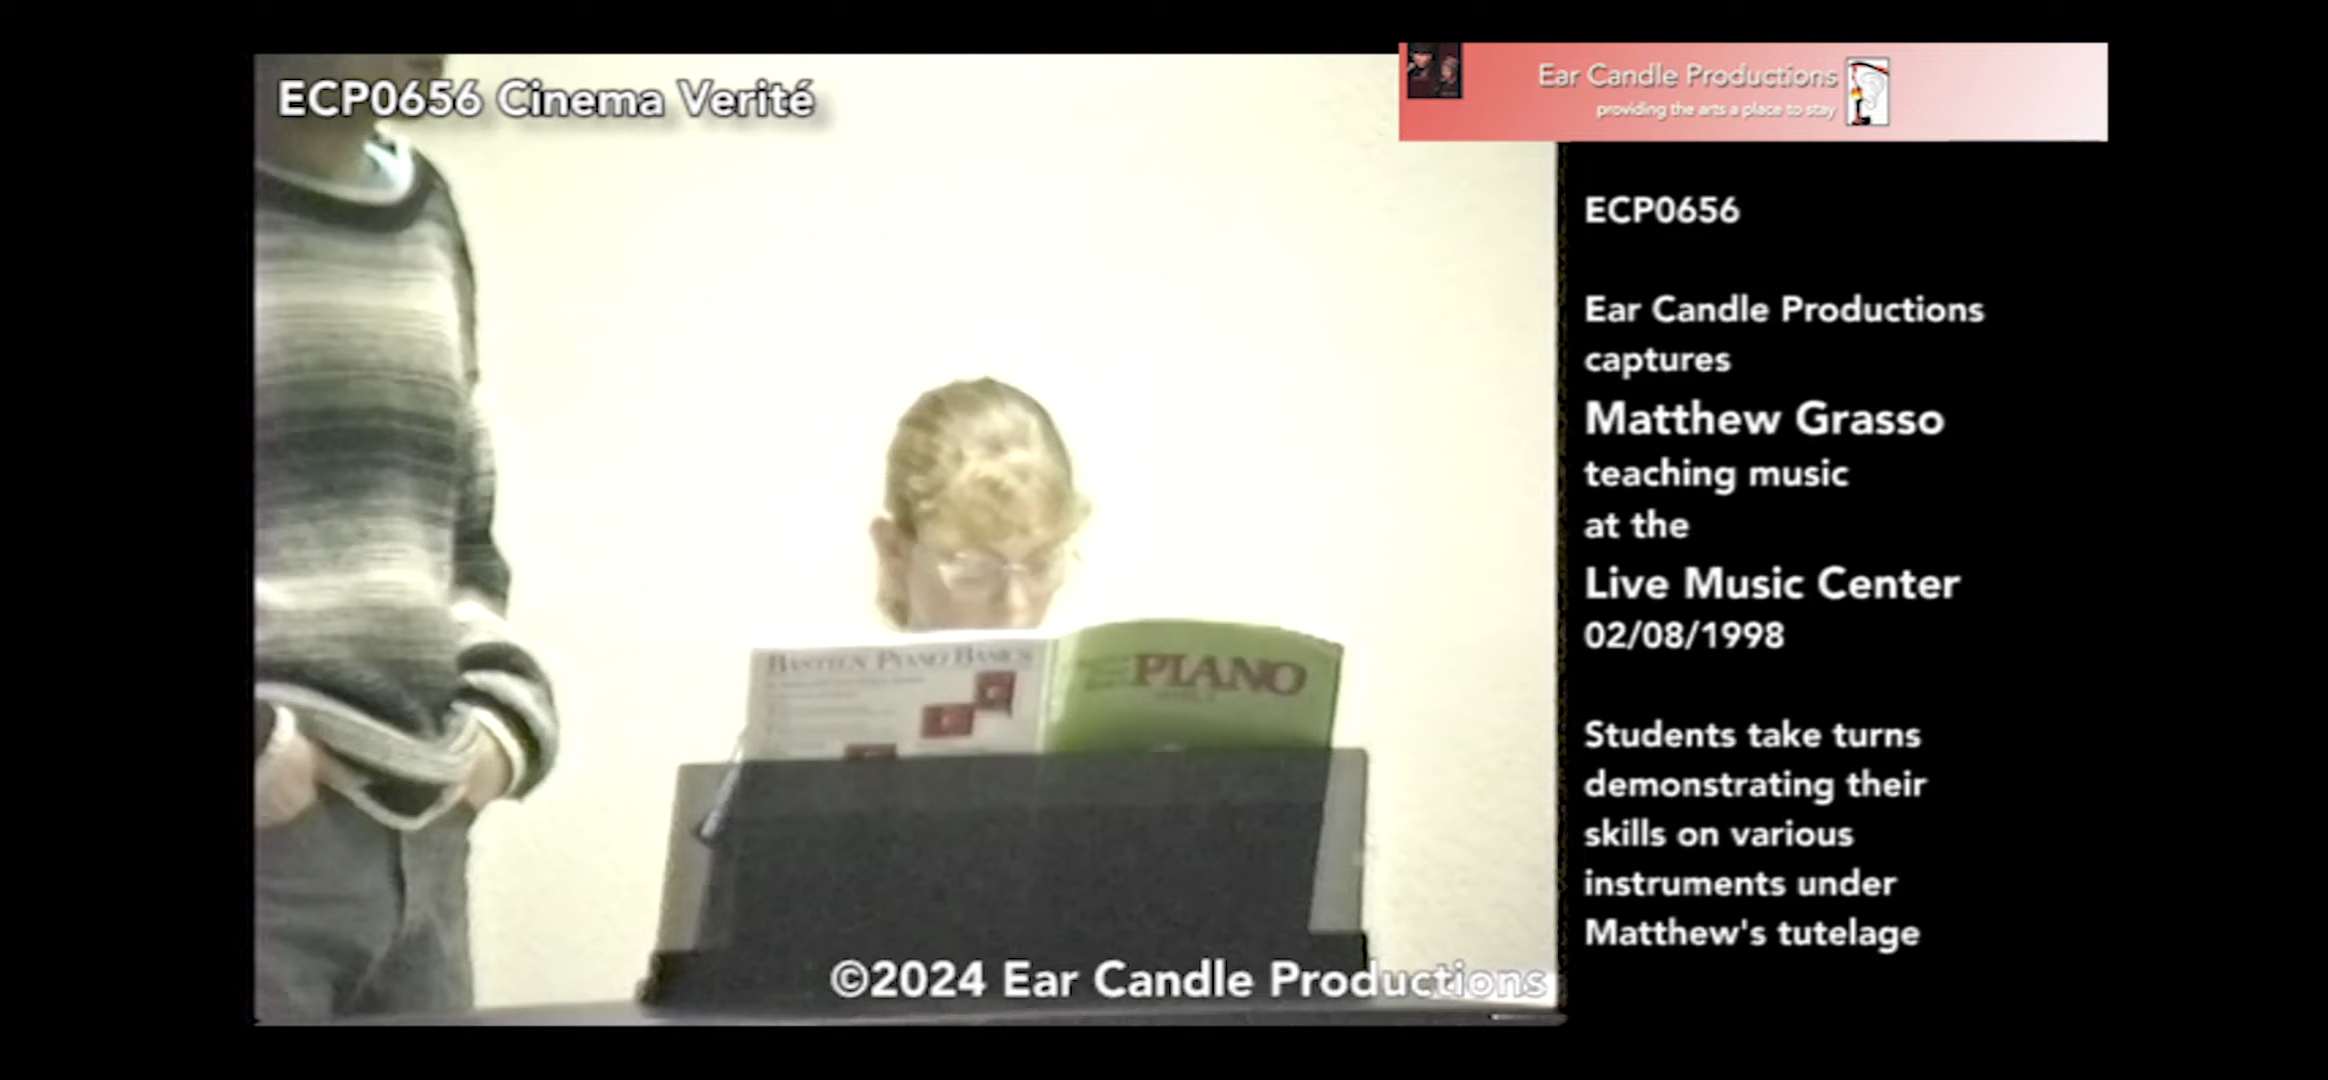 ECP0656 Cinema Verité
Ear Candle Productions
providing the arts a place to stay
ECP0656
Ear Candle Productions
captures
Matthew Grasso
teaching music
at the
Live Music Center
02/08/1998
Students take turns
demonstrating their
skills on various
instruments under
Matthew's tutelage
BASTIEN PIANO BASICS
PIANO
©2024 Ear Candle Productions